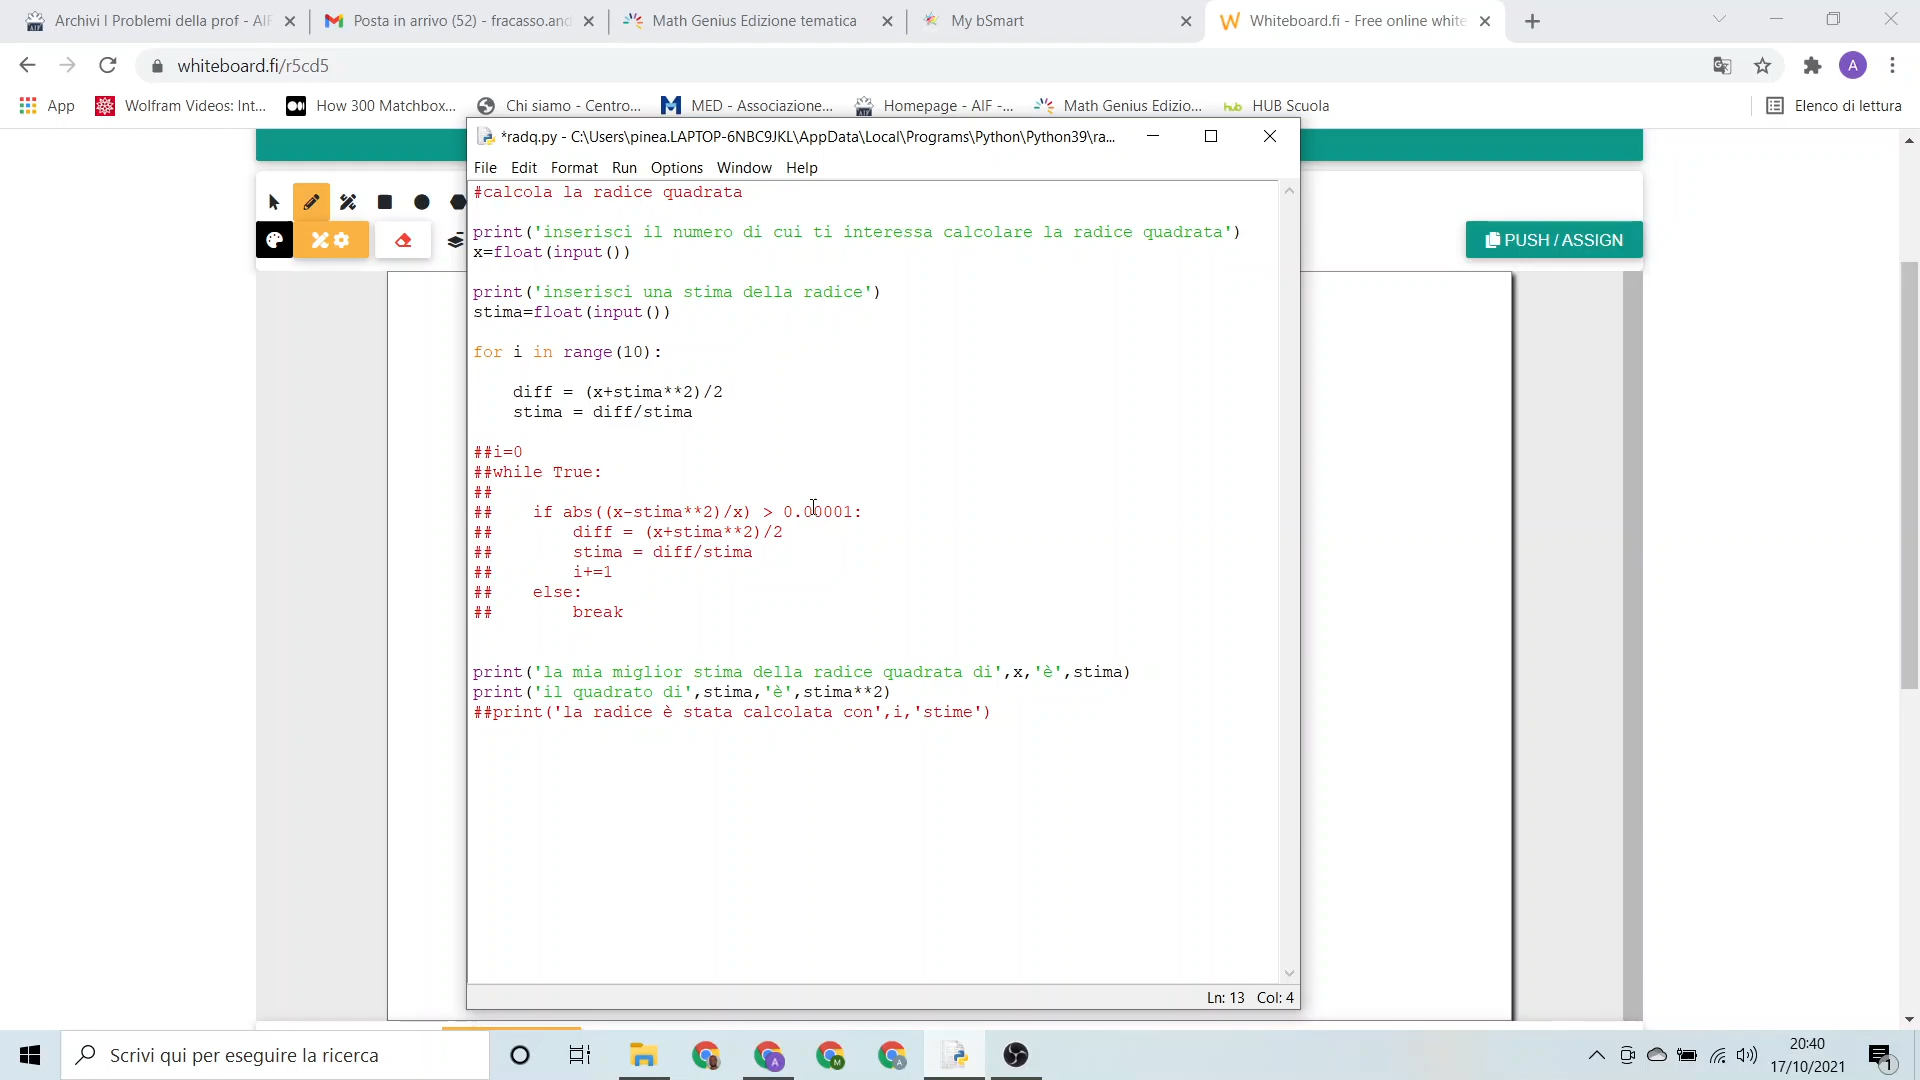 Archivi I Problemi della prof - AIF
Posta in arrivo (52) - fracasso.and
Math Genius Edizione tematica
My bSmart
Whiteboard.fi - Free online white
whiteboard.fi/r5cd5
A
App
Wolfram Videos: Int...
How 300 Matchbox...
Chi siamo - Centro...
MED - Associazione...
Homepage - AIF -...
Math Genius Edizio...
HUB Scuola
Elenco di lettura
*radq.py - C:\Users\pinea.LAPTOP-6NBC9JKL\AppData\Local\Programs\Python\Python39\ra...
File Edit Format Run Options Window Help
#calcola la radice quadrata
print('inserisci il numero di cui ti interessa calcolare la radice quadrata')
x=float(input())
print('inserisci una stima della radice')
stima=float(input())
for i in range(10):
diff = (x+stima**2)/2
stima = diff/stima
##i=0
##while True:
##
## if abs((x-stima**2)/x) > 0.00001:
## diff = (x+stima**2)/2
## stima = diff/stima
## i+=1
## else:
## break
print('la mia miglior stima della radice quadrata di',x,'è',stima)
print('il quadrato di',stima,'è',stima**2)
##print('la radice è stata calcolata con',i,'stime')
Ln: 13 Col: 4
PUSH / ASSIGN
Scrivi qui per eseguire la ricerca
20:40
17/10/2021
1